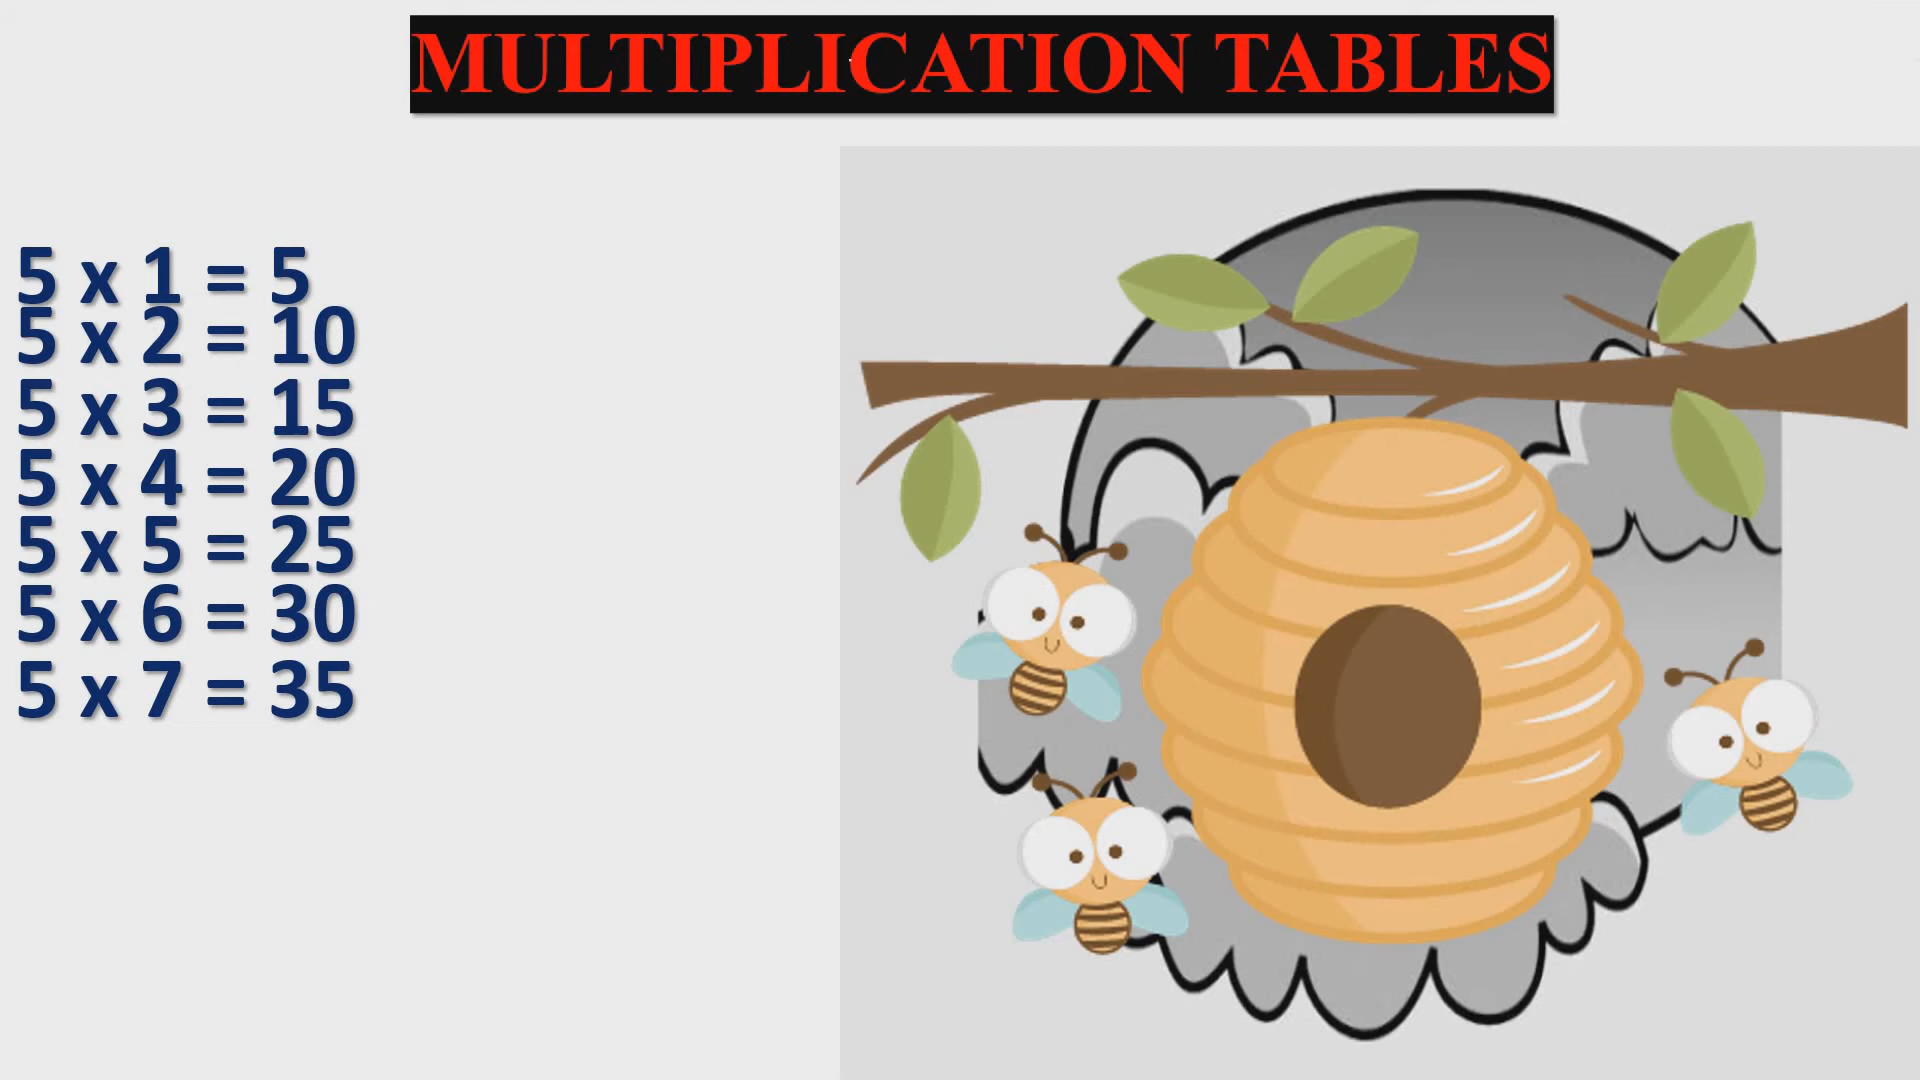 MULTIPLICATION TABLES
5 x 1 = 5
5 x 2 = 10
5 x 3 = 15
5 x 4 = 20
5 x 5 = 25
5 x 6 = 30
5 x 7 = 35